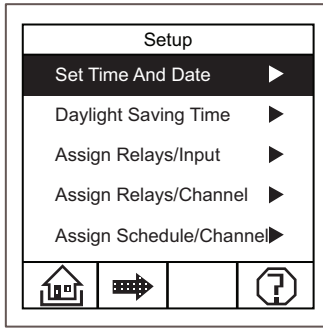 Setup
Set Time And Date
Daylight Saving Time
Assign Relays/Input
Assign Relays/Channel
Assign Schedule/Channel
?